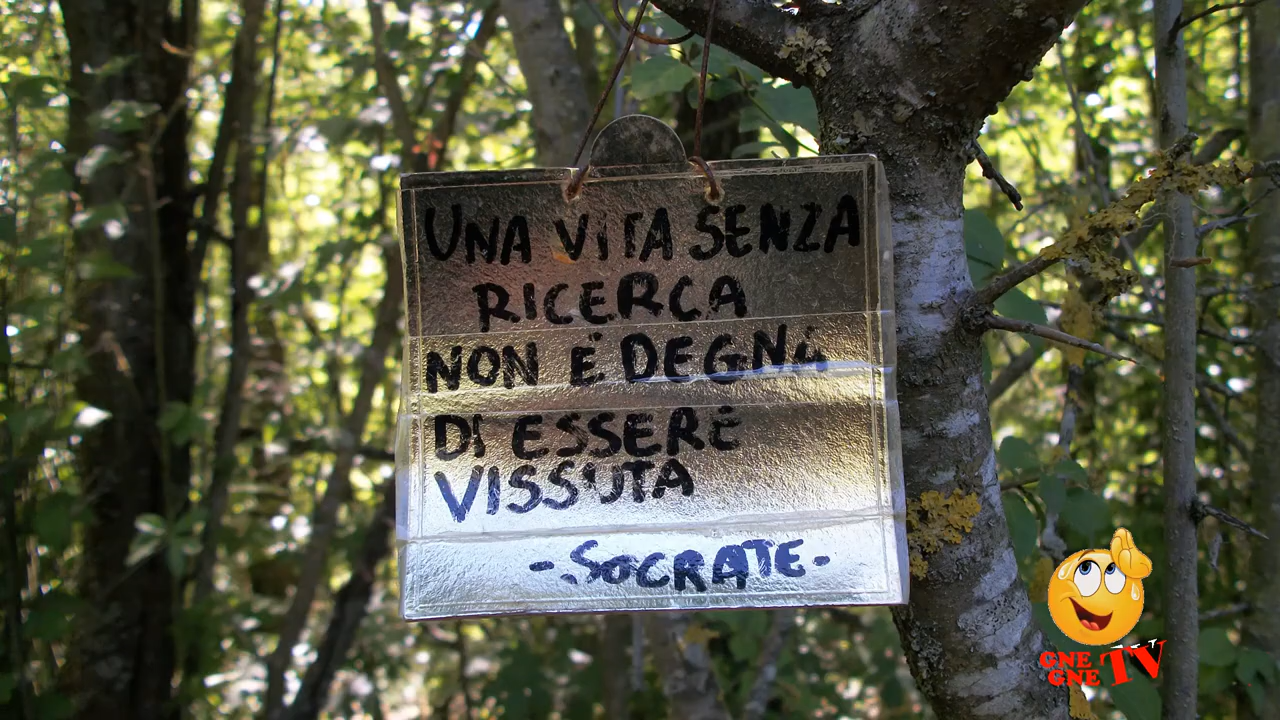 UNA VITA SENZA
RICERCA
NON È DEGNA
DI ESSERE
VISSUTA
-SOCRATE-
GNE
GNE TV